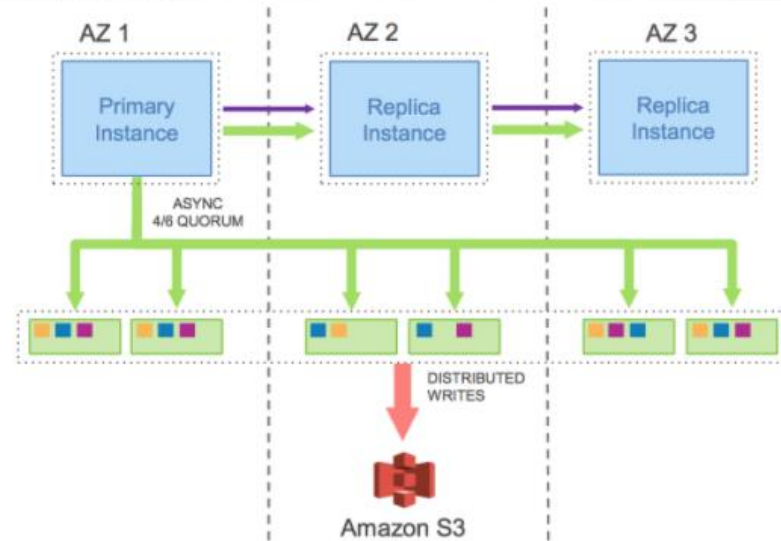 AZ 1
AZ 2
AZ 3
Primary
Instance
Replica
Instance
Replica
Instance
ASYNC
4/6 QUORUM
DISTRIBUTED
WRITES
Amazon S3